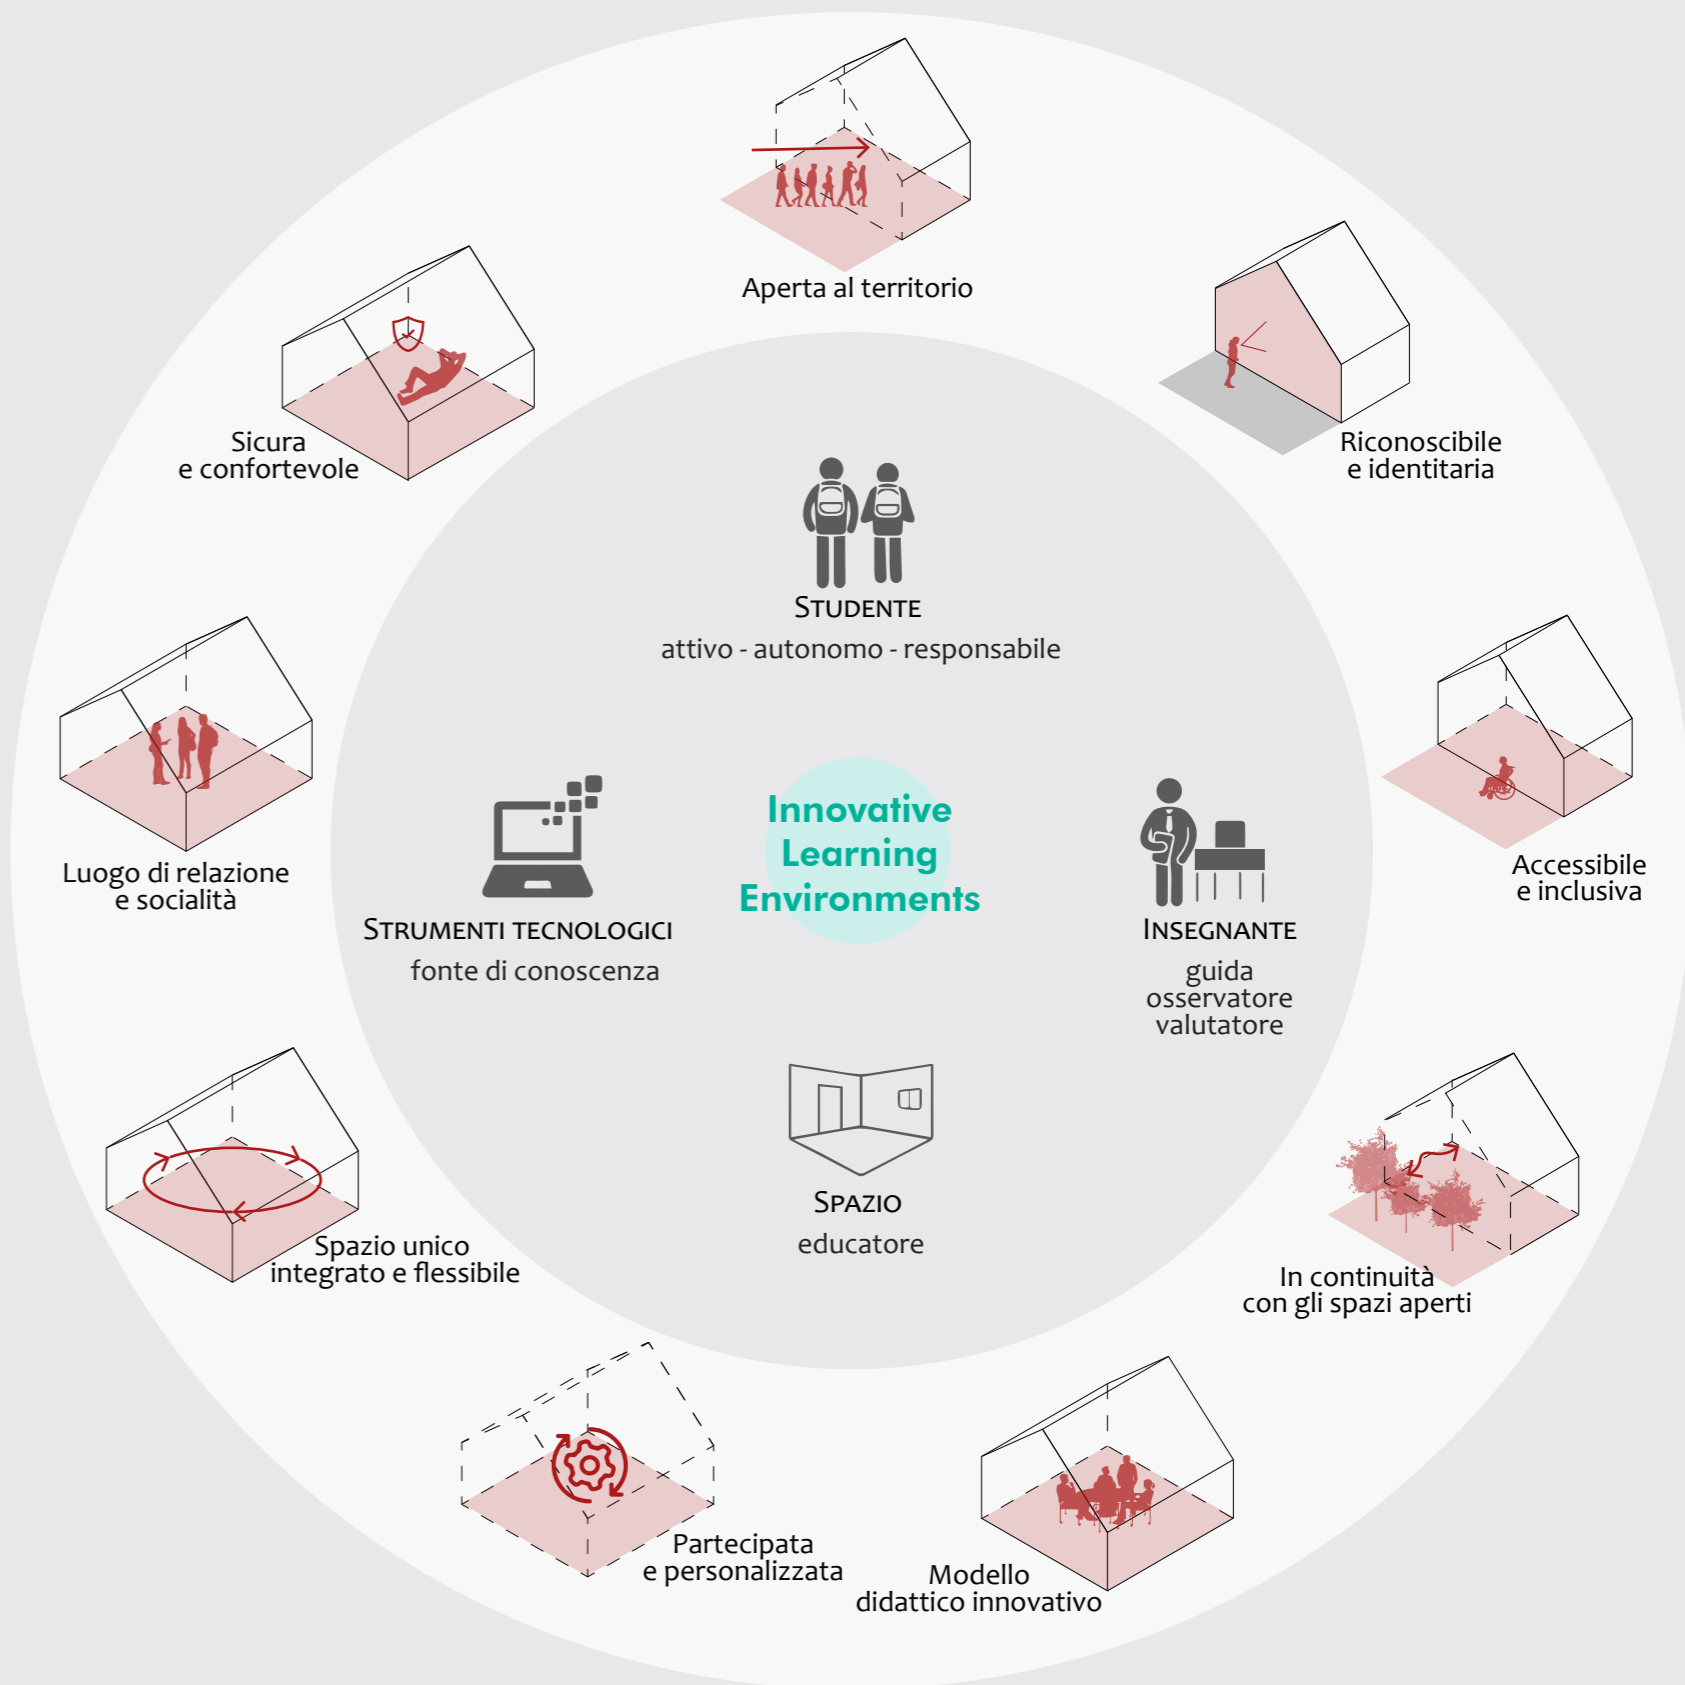 Aperta al territorio
Riconoscibile
e identitaria
Sicura
e confortevole
STUDENTE
attivo - autonomo - responsabile
Innovative
Learning
Environments
Luogo di relazione
e socialità
Accessibile
e inclusiva
STRUMENTI TECNOLOGICI
fonte di conoscenza
INSEGNANTE
guida
osservatore
valutatore
SPAZIO
educatore
Spazio unico
integrato e flessibile
In continuità
con gli spazi aperti
Partecipata
e personalizzata
Modello
didattico innovativo